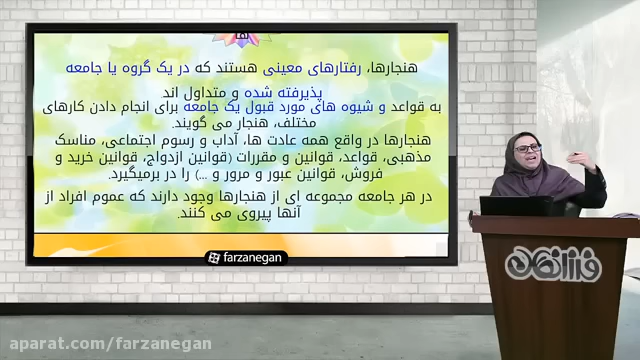 ها
هنجارها، رفتارهای معینی هستند که در یک گروه یا جامعه
پذیرفته شده و متداول اند
به قواعد و شیوه های مورد قبول یک جامعه برای انجام دادن کارهای
مختلف، هنجار می گویند.
هنجارها در واقع همه عادت ها، آداب و رسوم اجتماعی، مناسک
مذهبی، قواعد، قوانین و مقررات (قوانین ازدواج، قوانین خرید و
فروش، قوانین عبور و مرور و ...) را در برمیگیرد.
در هر جامعه مجموعه ای از هنجارها وجود دارند که عموم افراد از
آنها پیروی می کنند.
farzanegan
فرزانگان
aparat.com/farzanegan